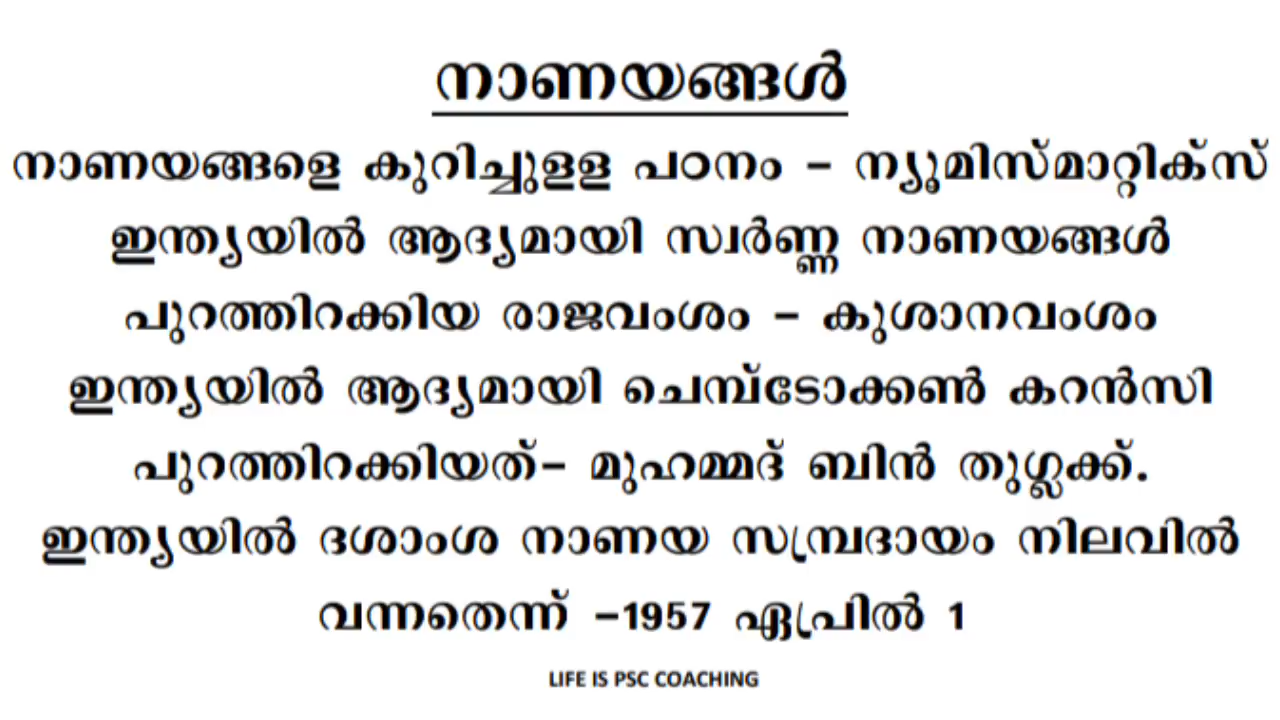 നാണയങ്ങൾ
നാണയങ്ങളെ കുറിച്ചുള്ള പഠനം - ന്യൂമിസ്മാറ്റിക്സ്
ഇന്ത്യയിൽ ആദ്യമായി സ്വർണ്ണ നാണയങ്ങൾ
പുറത്തിറക്കിയ രാജവംശം - കുശാനവംശം
ഇന്ത്യയിൽ ആദ്യമായി ചെമ്പ്ടോക്കൺ കറൻസി
പുറത്തിറക്കിയത്- മുഹമ്മദ് ബിൻ തുഗ്ലക്ക്.
ഇന്ത്യയിൽ ദശാംശ നാണയ സമ്പ്രദായം നിലവിൽ
വന്നതെന്ന് -1957 ഏപ്രിൽ 1
LIFE IS PSC COACHING